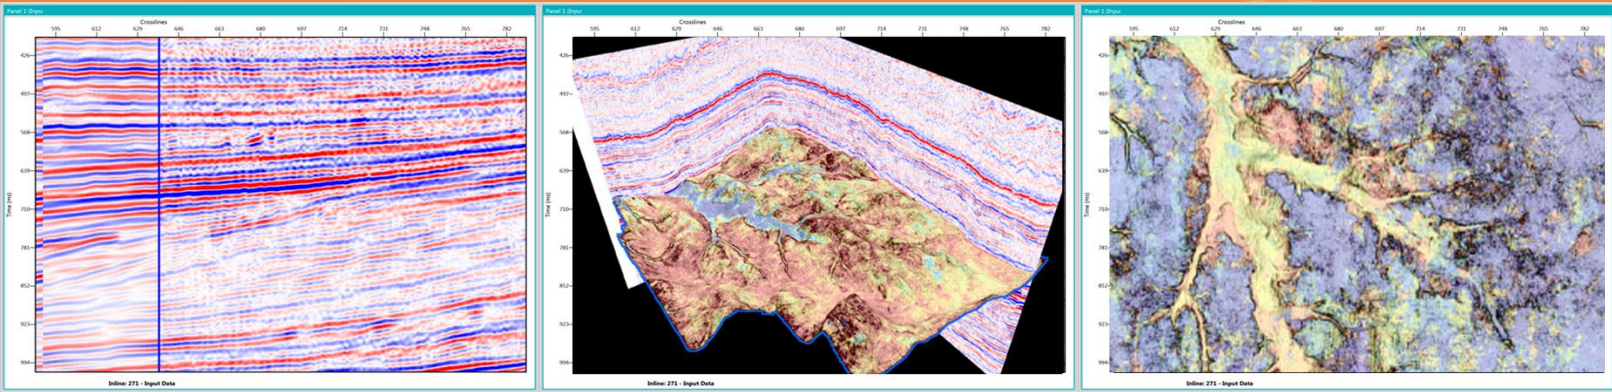 Panel 1 (Inpu
Crosslines
595 612 629 646 663 680 697 714 731 748 765 782
Time (ms)
426
497
568
639
710
781
852
923
994
Inline: 271 - Input Data
Panel 1 (Inpu
Crosslines
595 612 629 646 663 680 697 714 731 748 765 782
Time (ms)
426
497
568
639
710
781
852
923
994
Inline: 271 - Input Data
Panel 1 (Inpu
Crosslines
595 612 629 646 663 680 697 714 731 748 765 782
Time (ms)
426
497
568
639
710
781
852
923
994
Inline: 271 - Input Data